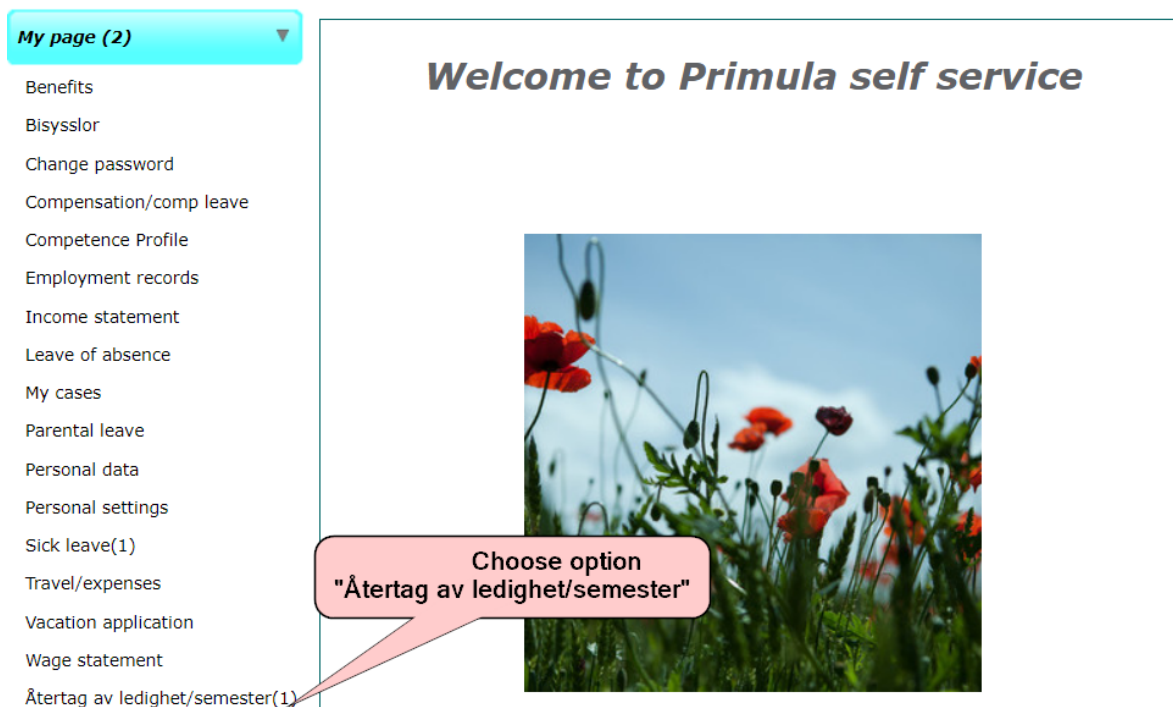 My page (2)
Welcome to Primula self service
Benefits
Bisysslor
Change password
Compensation/comp leave
Competence Profile
Employment records
Income statement
Leave of absence
My cases
Parental leave
Personal data
Personal settings
Sick leave(1)
Travel/expenses
Vacation application
Wage statement
Återtag av ledighet/semester(1)
Choose option
"Återtag av ledighet/semester"